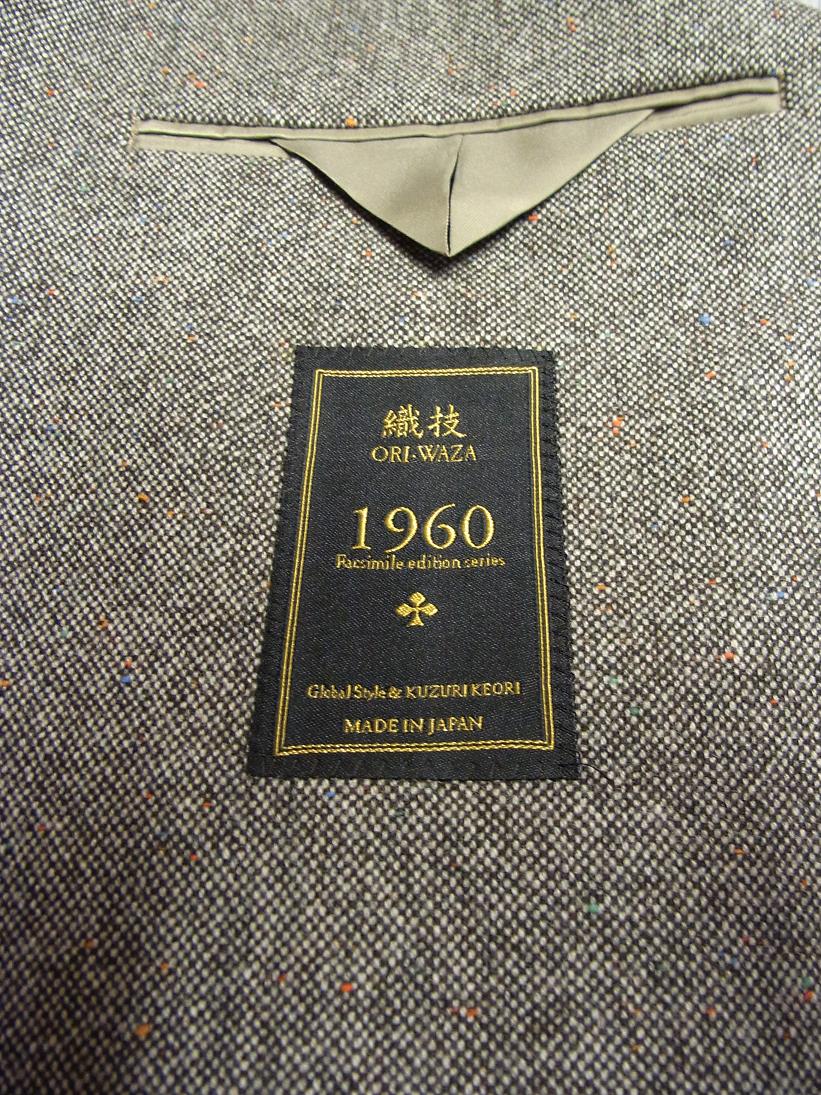 織技
ORI-WAZA
1960
Facsimile edition series
Global Style & KUZURI KEORI
MADE IN JAPAN